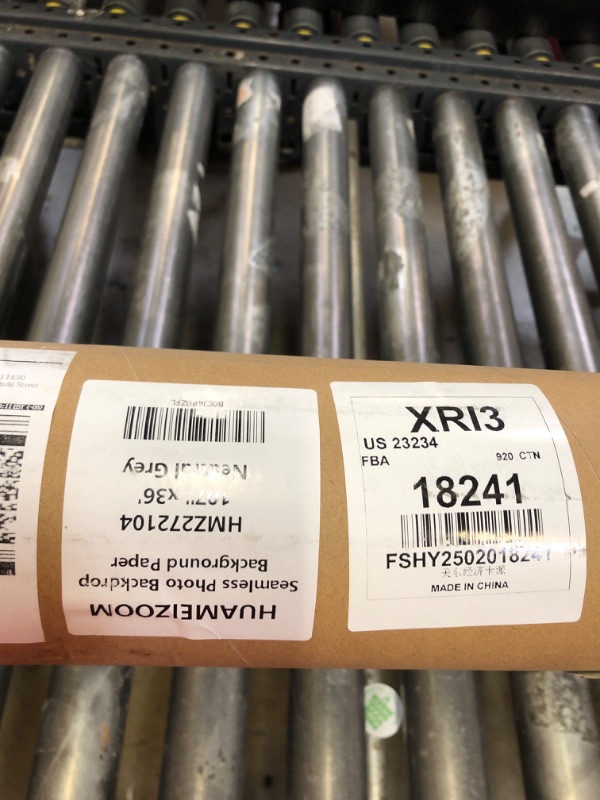 HUAMEIZOOM
Seamless Photo Backdrop
Background Paper
HMZ272104
107" x36'
Neutral Grey
XRI3
US 23234
FBA
920 CTN
18241
FSHY2502018241
MADE IN CHINA